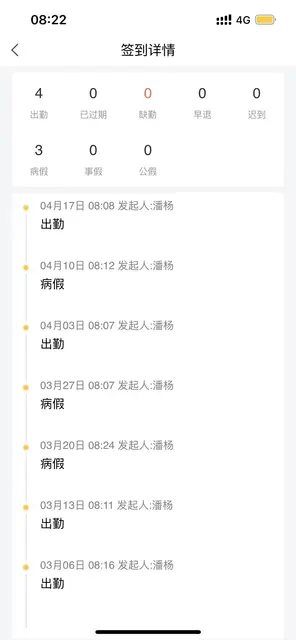 08:22
4G
签到详情
4 0 0 0 0
出勤 已过期 缺勤 早退 迟到
3 0 0
病假 事假 公假
04月17日 08:08 发起人:潘杨
出勤
04月10日 08:12 发起人:潘杨
病假
04月03日 08:07 发起人:潘杨
出勤
03月27日 08:07 发起人:潘杨
病假
03月20日 08:24 发起人:潘杨
病假
03月13日 08:11 发起人:潘杨
出勤
03月06日 08:16 发起人:潘杨
出勤